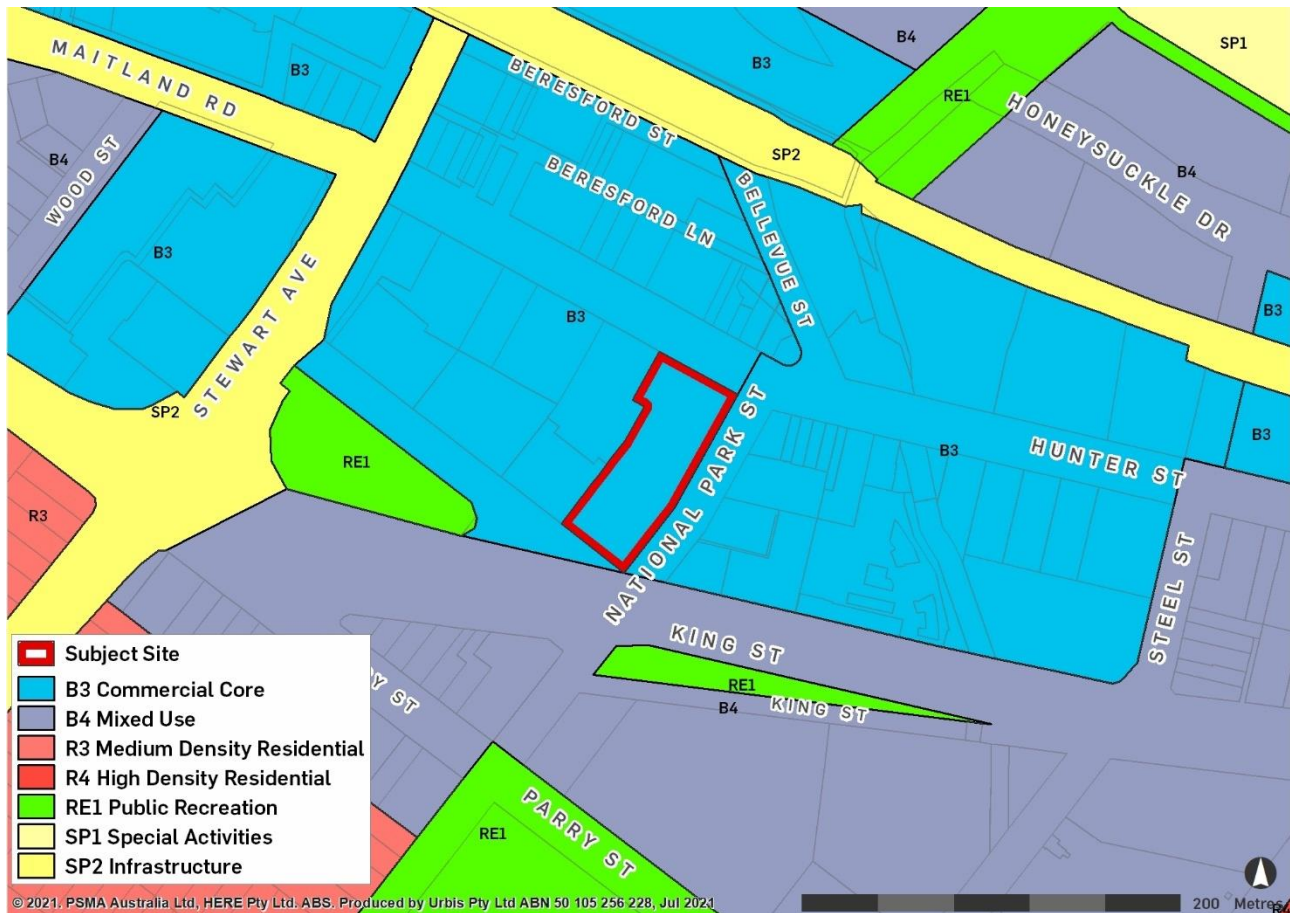 B4
SP1
B3
MAITLAND RD
B3
BERESFORD ST
RE1
HONEYSUCKLE DR
B4
WOOD ST
SP2
B4
BERESFORD LN
BELLEVUE ST
B3
STEWART AVE
B3
B3
SP2
NATIONAL PARK ST
RE1
B3
HUNTER ST
B3
R3
STEEL ST
KING ST
RE1
KING ST
B4
RY ST
PARRY ST
RE1
Subject Site
B3 Commercial Core
B4 Mixed Use
R3 Medium Density Residential
R4 High Density Residential
RE1 Public Recreation
SP1 Special Activities
SP2 Infrastructure
© 2021. PSMA Australia Ltd, HERE Pty Ltd. ABS. Produced by Urbis Pty Ltd ABN 50 105 256 228, Jul 2021
200 Metres